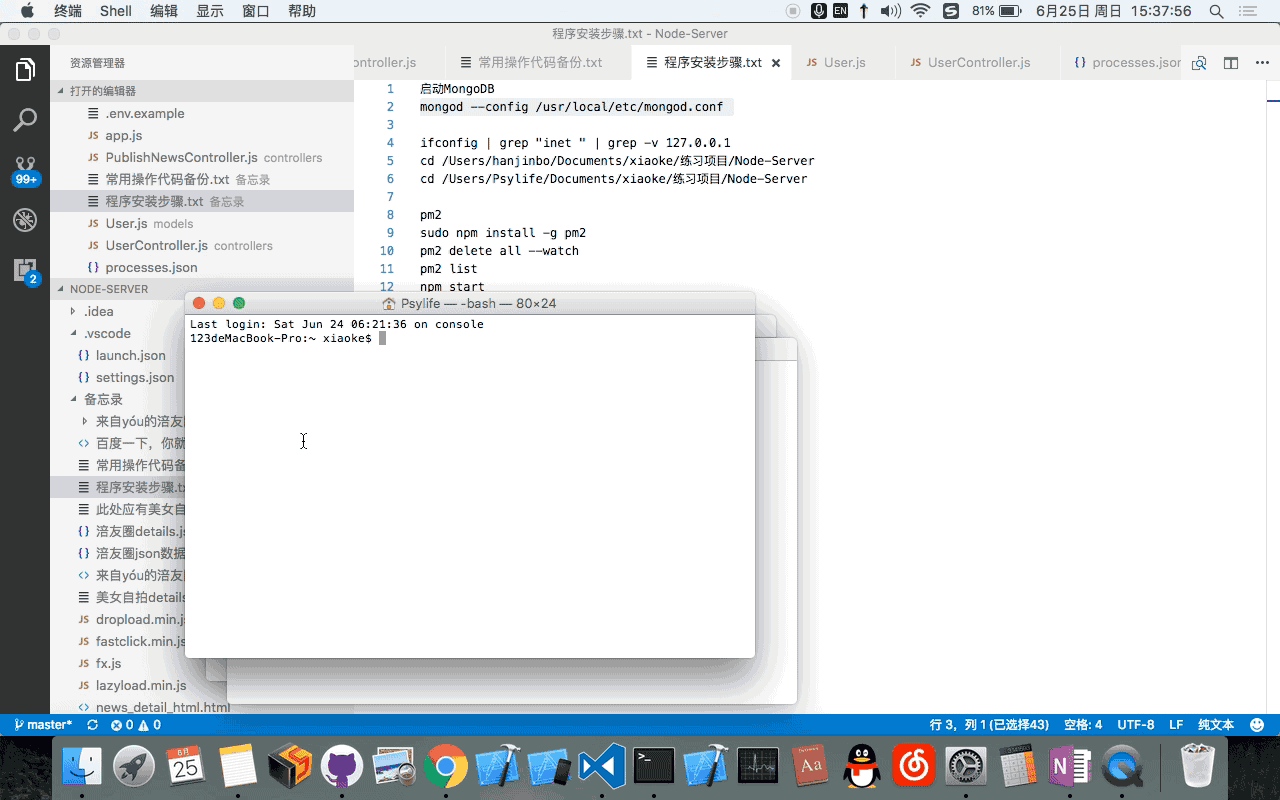 终端 Shell 编辑 显示 窗口 帮助 EN 81% 6月25日 周日 15:37:56
程序安装步骤.txt - Node-Server
资源管理器
ontroller.js 常用操作代码备份.txt 程序安装步骤.txt User.js UserController.js processes.json
打开的编辑器
.env.example
JS app.js
JS PublishNewsController.js controllers
常用操作代码备份.txt 备忘录
程序安装步骤.txt 备忘录
JS User.js models
JS UserController.js controllers
{} processes.json
99+
2
NODE-SERVER
.idea
.vscode
{} launch.json
{} settings.json
备忘录
来自yóu的涪友
<> 百度一下，你就
常用操作代码备
程序安装步骤.tx
此处应有美女自
{} 涪友圈details.js
{} 涪友圈json数据
<> 来自yóu的涪友
美女自拍details
JS dropload.min.js
JS fastclick.min.js
JS fx.js
JS lazyload.min.js
<> news_detail_html.html
1 启动MongoDB
2 mongod --config /usr/local/etc/mongod.conf
3
4 ifconfig | grep "inet " | grep -v 127.0.0.1
5 cd /Users/hanjinbo/Documents/xiaoke/练习项目/Node-Server
6 cd /Users/Psylife/Documents/xiaoke/练习项目/Node-Server
7
8 pm2
9 sudo npm install -g pm2
10 pm2 delete all --watch
11 pm2 list
12 npm start
Psylife — -bash — 80×24
Last login: Sat Jun 24 06:21:36 on console
123deMacBook-Pro:~ xiaoke$
master* 0 0 行 3，列 1 (已选择43) 空格: 4 UTF-8 LF 纯文本
6月
25
Aa
N